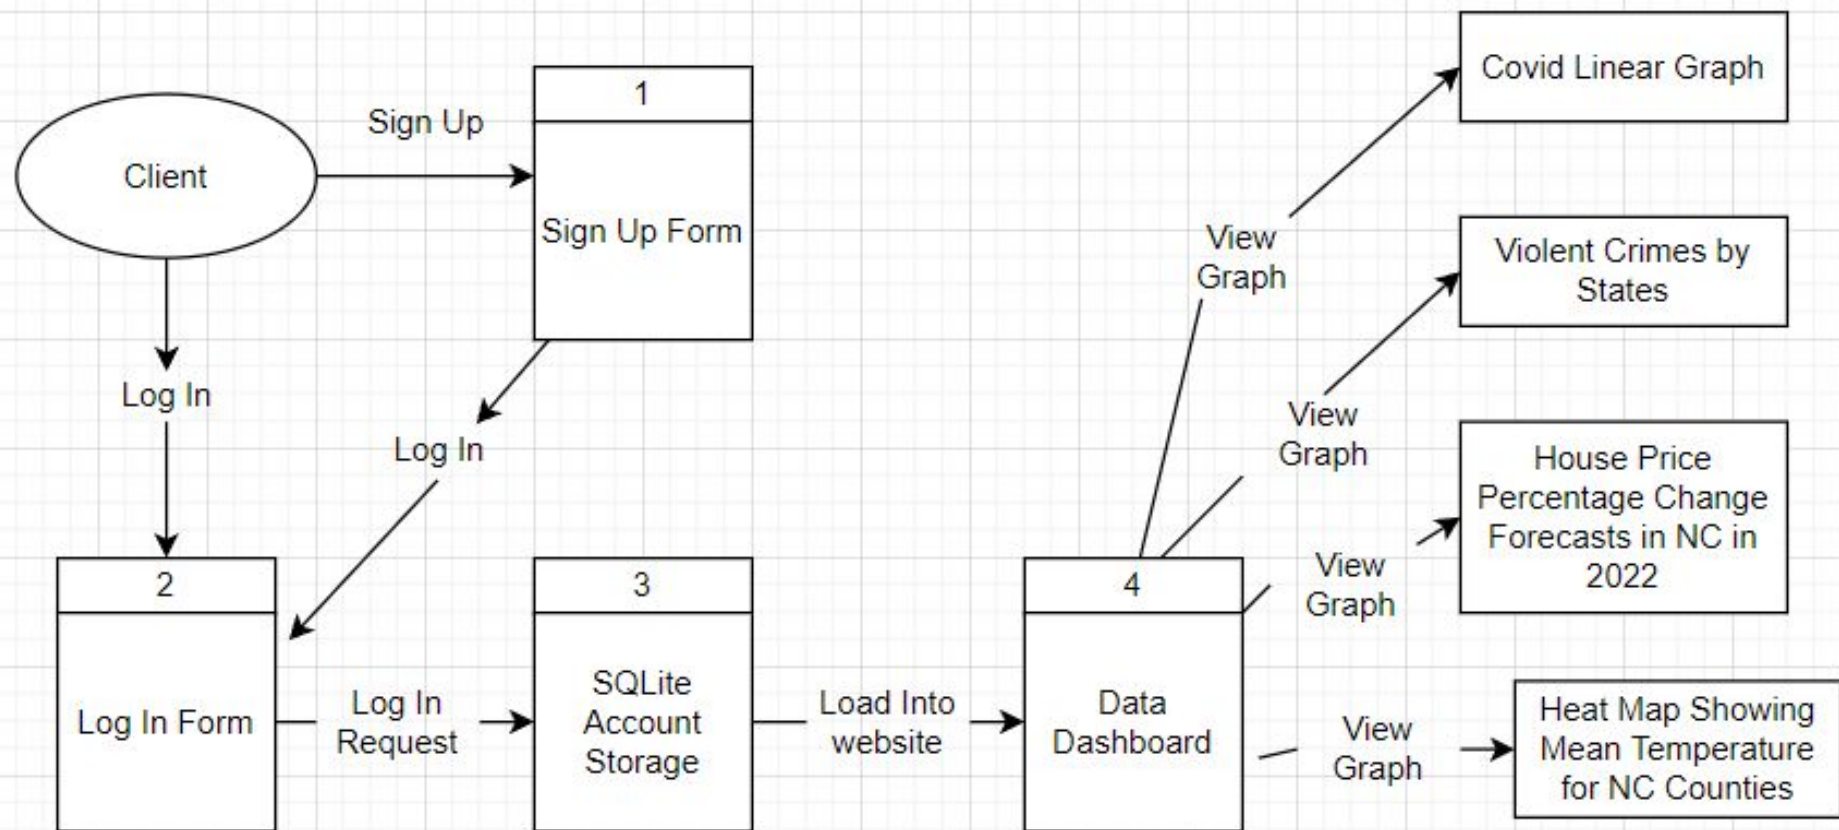 Client
Sign Up
1
Sign Up Form
Log In
Log In
2
Log In Form
Log In
Request
3
SQLite
Account
Storage
Load Into
website
4
Data
Dashboard
View
Graph
Covid Linear Graph
View
Graph
Violent Crimes by
States
View
Graph
House Price
Percentage Change
Forecasts in NC in
2022
View
Graph
Heat Map Showing
Mean Temperature
for NC Counties